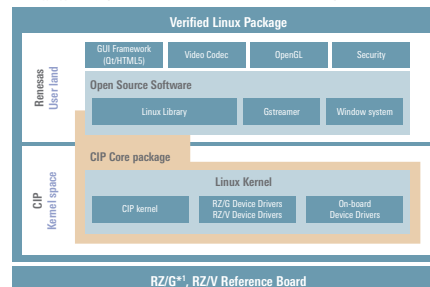 Verified Linux Package
Renesas
User land
GUI Framework
(Qt/HTML5)
Video Codec
OpenGL
Security
Open Source Software
Linux Library
Gstreamer
Window system
CIP
Kernel space
CIP Core package
Linux Kernel
CIP kernel
RZ/G Device Drivers
RZ/V Device Drivers
On-board
Device Drivers
RZ/G*1, RZ/V Reference Board